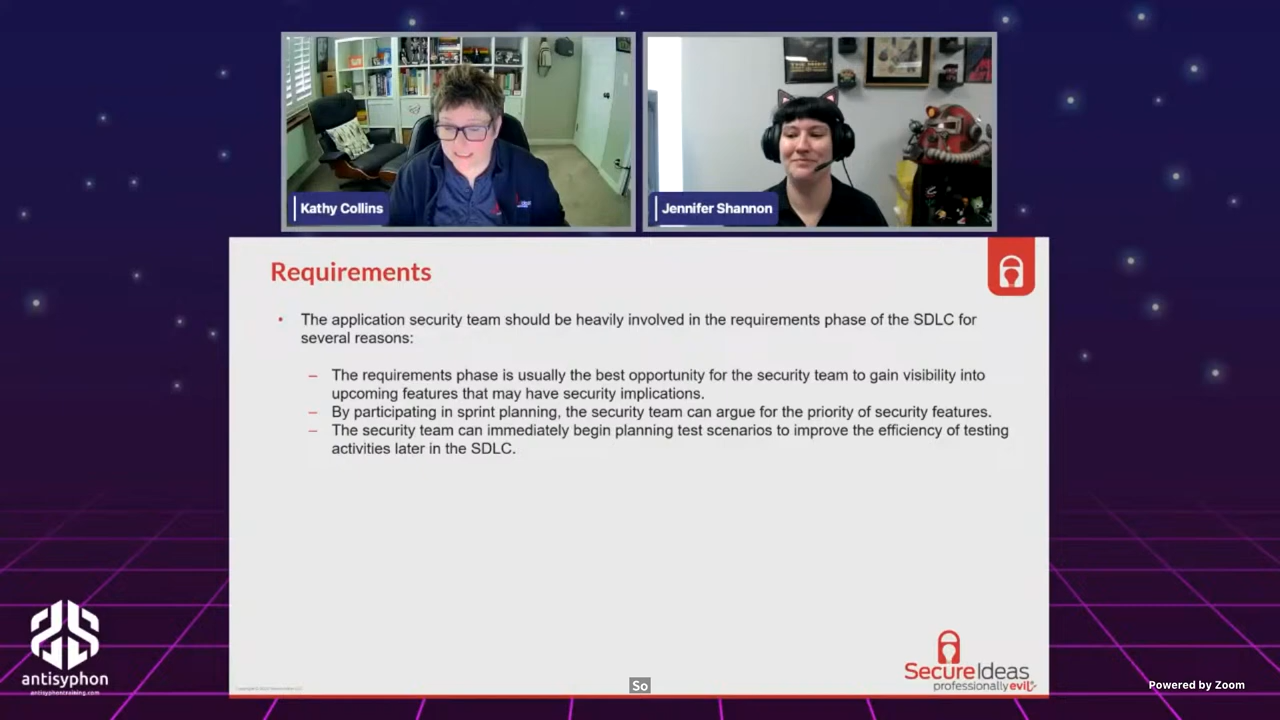 Kathy Collins
Jennifer Shannon
Requirements
• The application security team should be heavily involved in the requirements phase of the SDLC for
several reasons:
– The requirements phase is usually the best opportunity for the security team to gain visibility into
upcoming features that may have security implications.
– By participating in sprint planning, the security team can argue for the priority of security features.
– The security team can immediately begin planning test scenarios to improve the efficiency of testing
activities later in the SDLC.
SecureIdeas
professionallyevil
antisyphon
antisyphontraining.com
So
Powered by Zoom